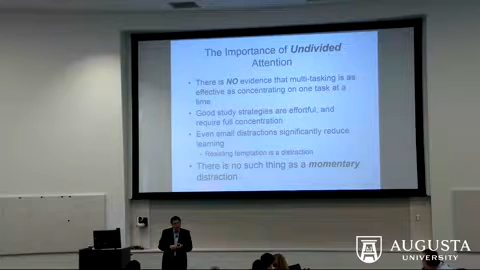 The Importance of Undivided
Attention
• There is NO evidence that multi-tasking is as
effective as concentrating on one task at a
time
• Good study strategies are effortful, and
require full concentration
• Even small distractions significantly reduce
learning
– Resisting temptation is a distraction
• There is no such thing as a momentary
distraction
AUGUSTA
UNIVERSITY